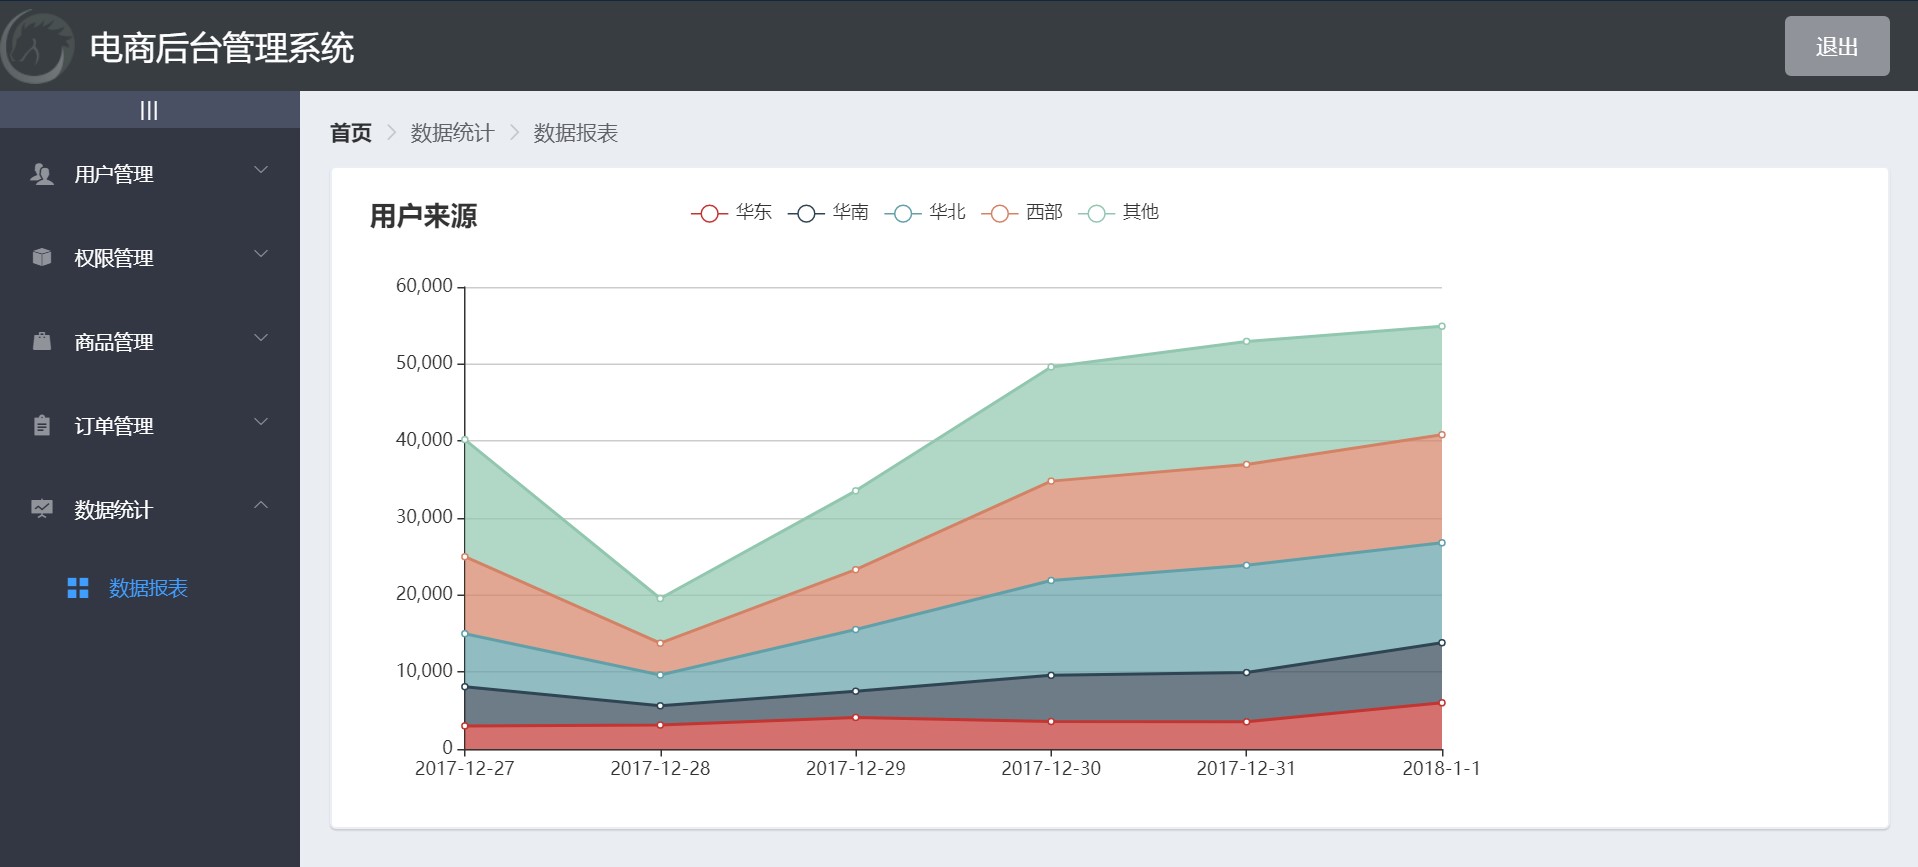 电商后台管理系统
退出
|||
首页 > 数据统计 > 数据报表
用户管理
权限管理
商品管理
订单管理
数据统计
数据报表
用户来源
华东 华南 华北 西部 其他
60,000
50,000
40,000
30,000
20,000
10,000
0
2017-12-27 2017-12-28 2017-12-29 2017-12-30 2017-12-31 2018-1-1